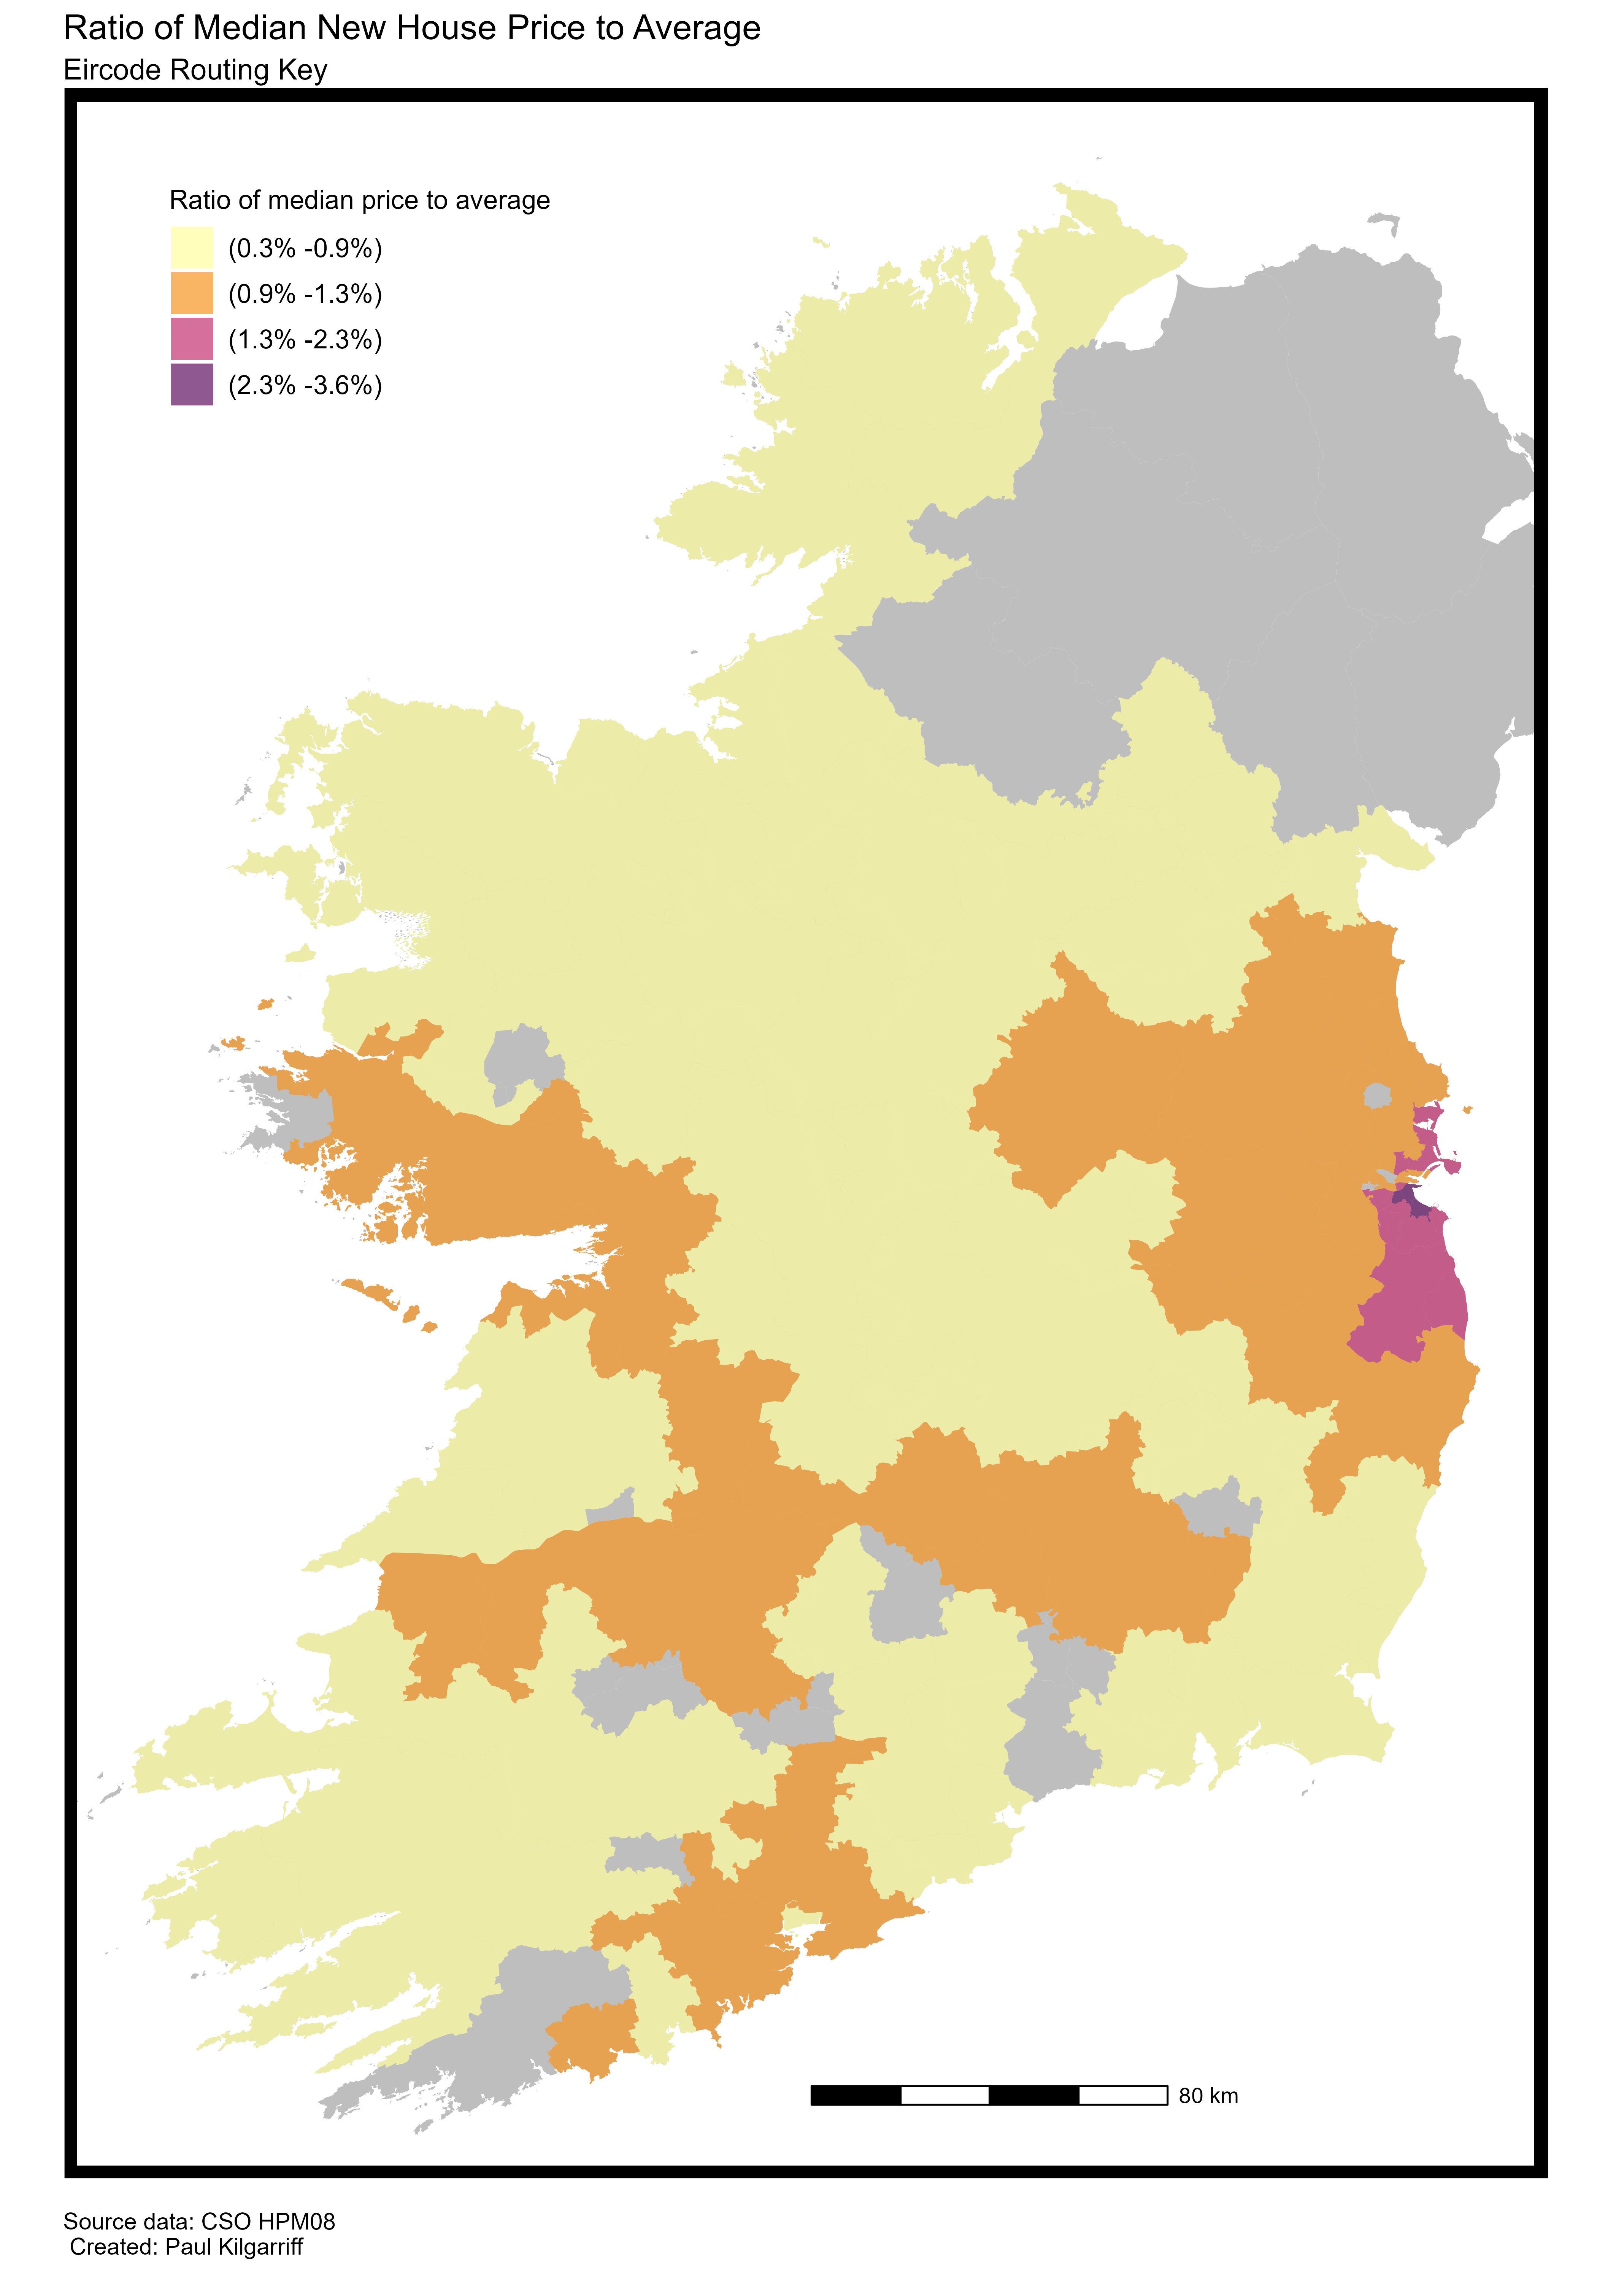 Ratio of Median New House Price to Average
Eircode Routing Key
Ratio of median price to average
(0.3% -0.9%)
(0.9% -1.3%)
(1.3% -2.3%)
(2.3% -3.6%)
80 km
Source data: CSO HPM08
Created: Paul Kilgarriff